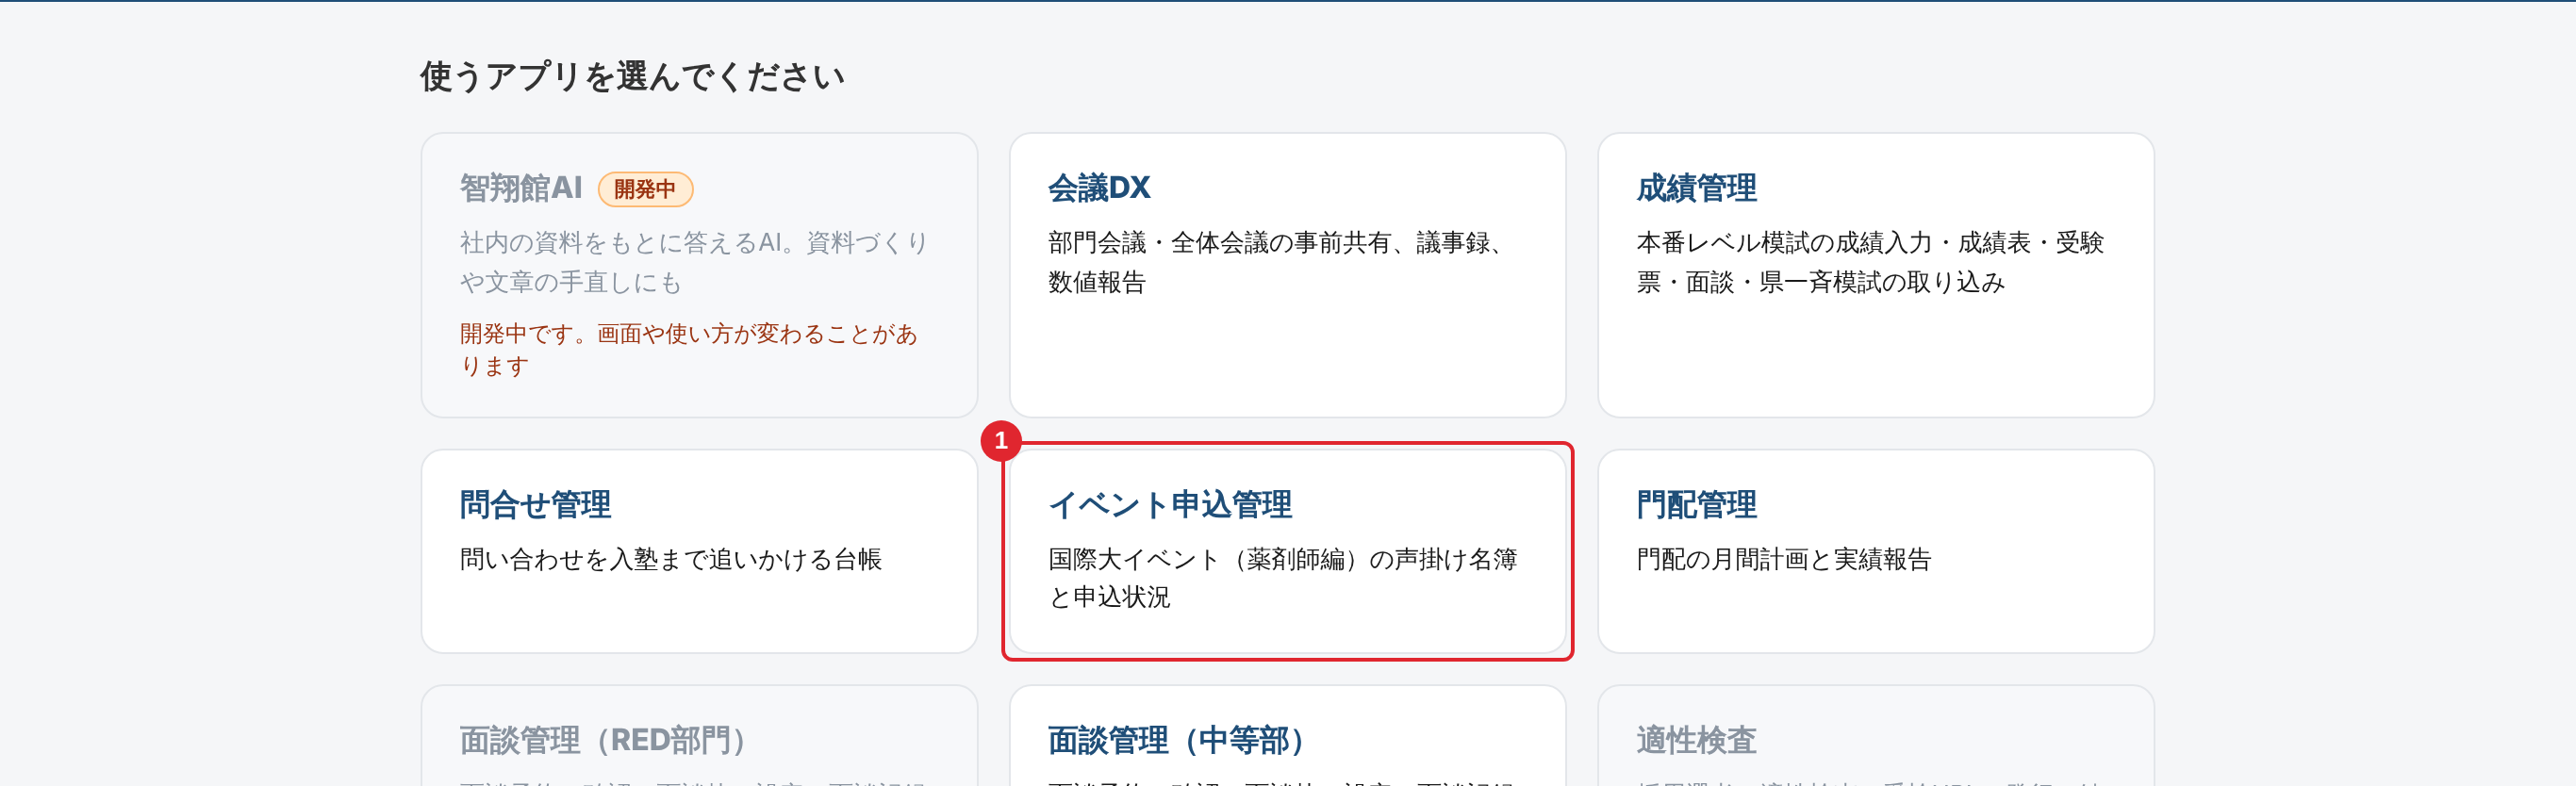 使うアプリを選んでください
智翔館AI 開発中
社内の資料をもとに答えるAI。資料づくり
や文章の手直しにも
開発中です。画面や使い方が変わることがあ
ります
会議DX
部門会議・全体会議の事前共有、議事録、
数値報告
成績管理
本番レベル模試の成績入力・成績表・受験
票・面談・県一斉模試の取り込み
問合せ管理
問い合わせを入塾まで追いかける台帳
1
イベント申込管理
国際大イベント（薬剤師編）の声掛け名簿
と申込状況
門配管理
門配の月間計画と実績報告
面談管理（RED部門）
面談管理（中等部）
適性検査